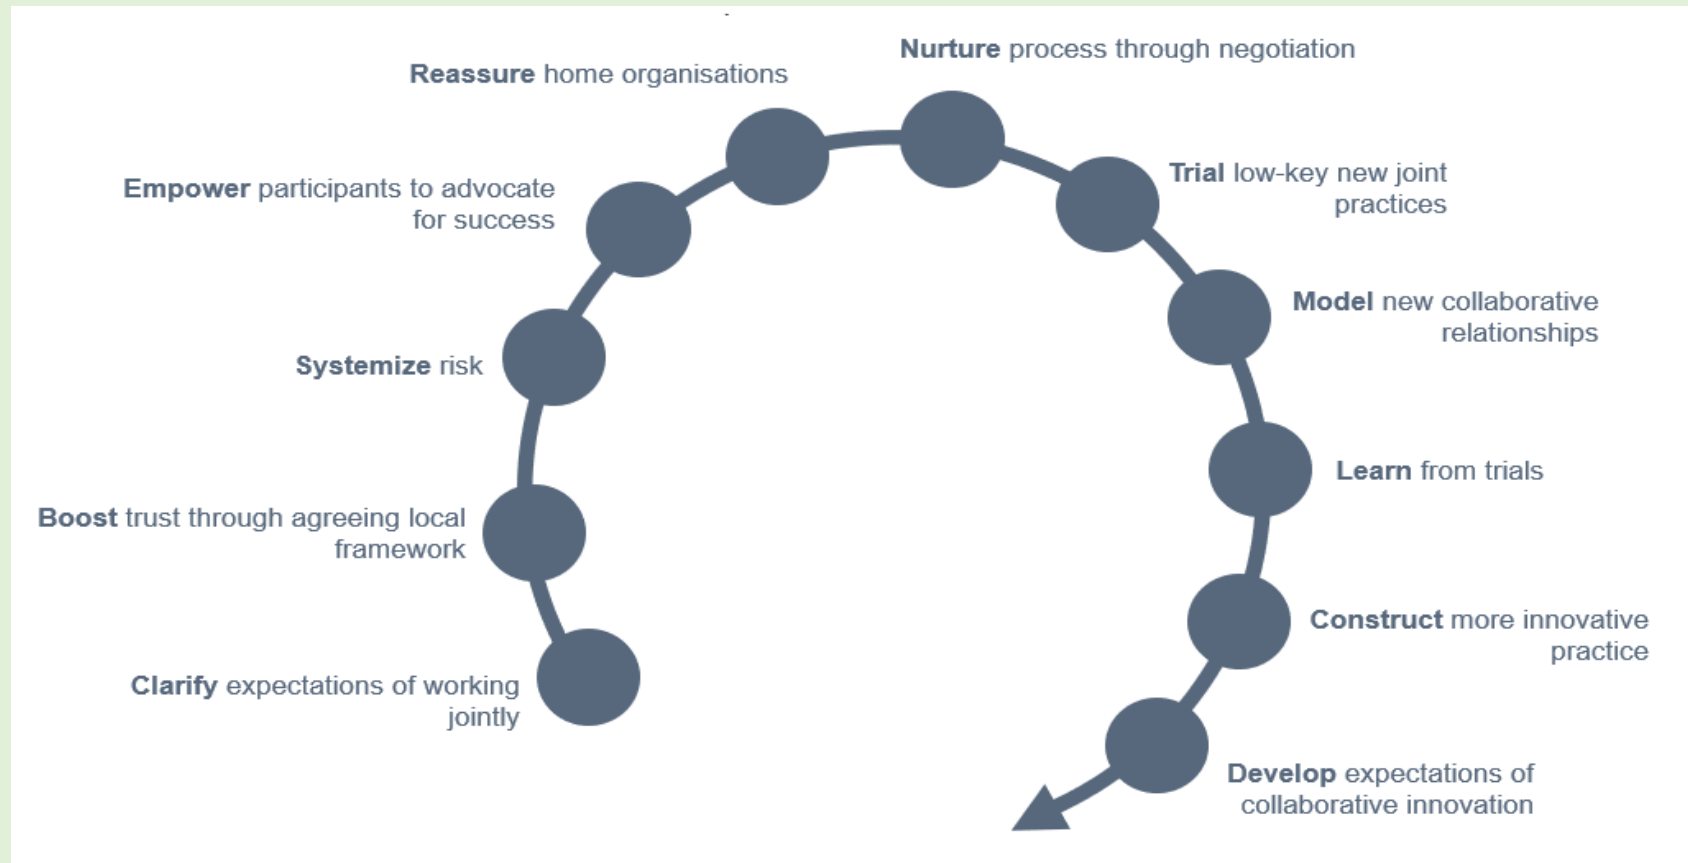 Clarify expectations of working
jointly
Boost trust through agreeing local
framework
Systemize risk
Empower participants to advocate
for success
Reassure home organisations
Nurture process through negotiation
Trial low-key new joint
practices
Model new collaborative
relationships
Learn from trials
Construct more innovative
practice
Develop expectations of
collaborative innovation